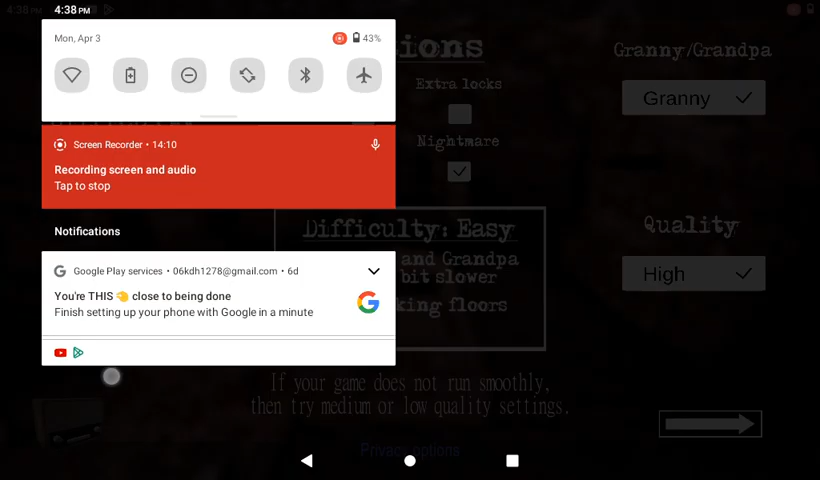 4:38 PM
Mon, Apr 3
43%
Screen Recorder • 14:10
Recording screen and audio
Tap to stop
Notifications
Google Play services • 06kdh1278@gmail.com • 6d
You're THIS 🤏 close to being done
Finish setting up your phone with Google in a minute
ions
Extra locks
Nightmare
Granny/Grandpa
Granny
Difficulty: Easy
and Grandpa
bit slower
king floors
Quality
High
If your game does not run smoothly,
then try medium or low quality settings.
Privacy options